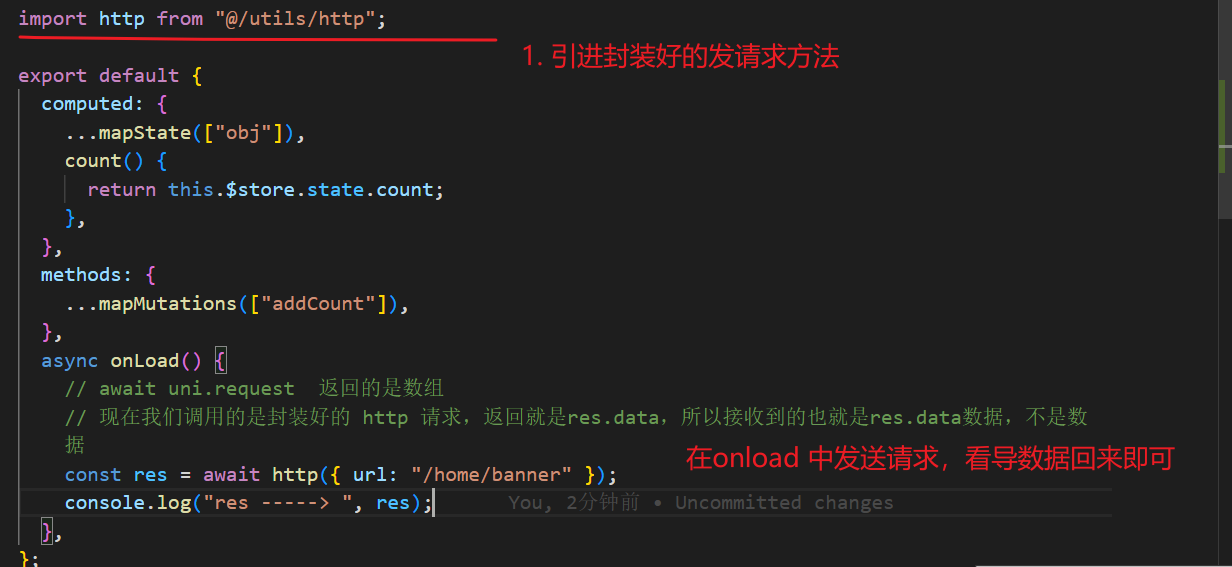 import http from "@/utils/http";
1. 引进封装好的发请求方法
export default {
computed: {
...mapState(["obj"]),
count() {
return this.$store.state.count;
},
},
methods: {
...mapMutations(["addCount"]),
},
async onLoad() {
// await uni.request  返回的是数组
// 现在我们调用的是封装好的 http 请求，返回就是res.data，所以接收到的也就是res.data数据，不是数
据
在onload 中发送请求，看导数据回来即可
const res = await http({ url: "/home/banner" });
console.log("res -----> ", res); You, 2分钟前 • Uncommitted changes
},
};